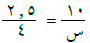 ٢,٥ / ٤ = ١٠ / س